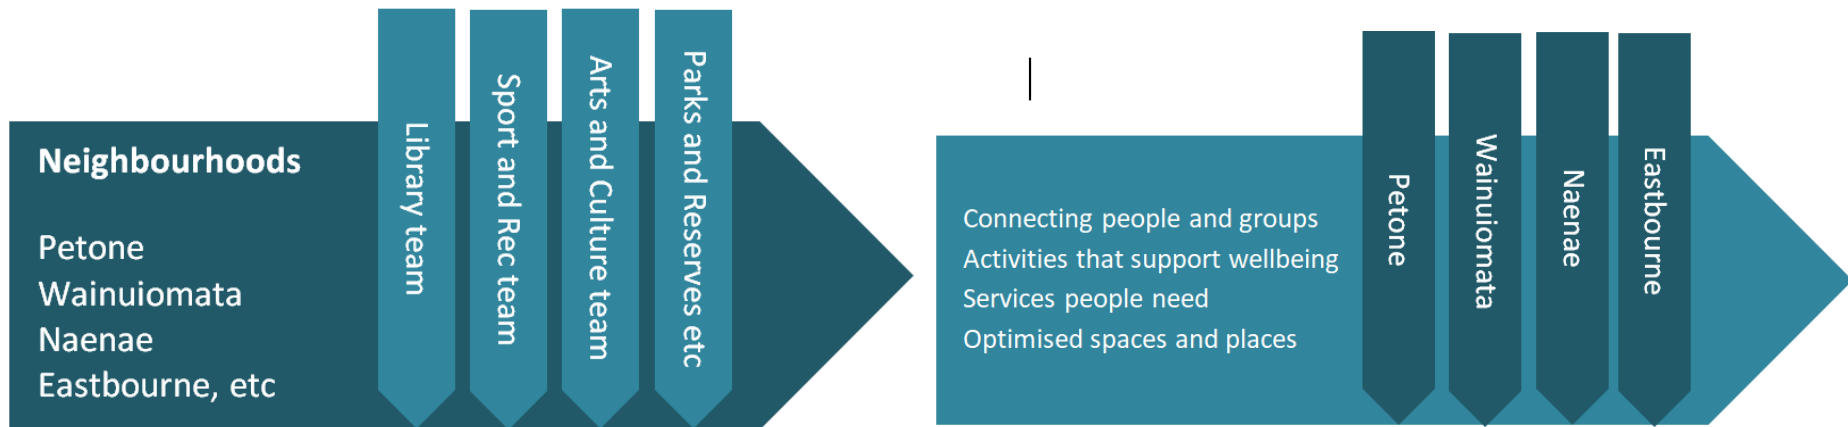 Neighbourhoods
Petone
Wainuiomata
Naenae
Eastbourne, etc
Library team
Sport and Rec team
Arts and Culture team
Parks and Reserves etc
Connecting people and groups
Activities that support wellbeing
Services people need
Optimised spaces and places
Petone
Wainuiomata
Naenae
Eastbourne